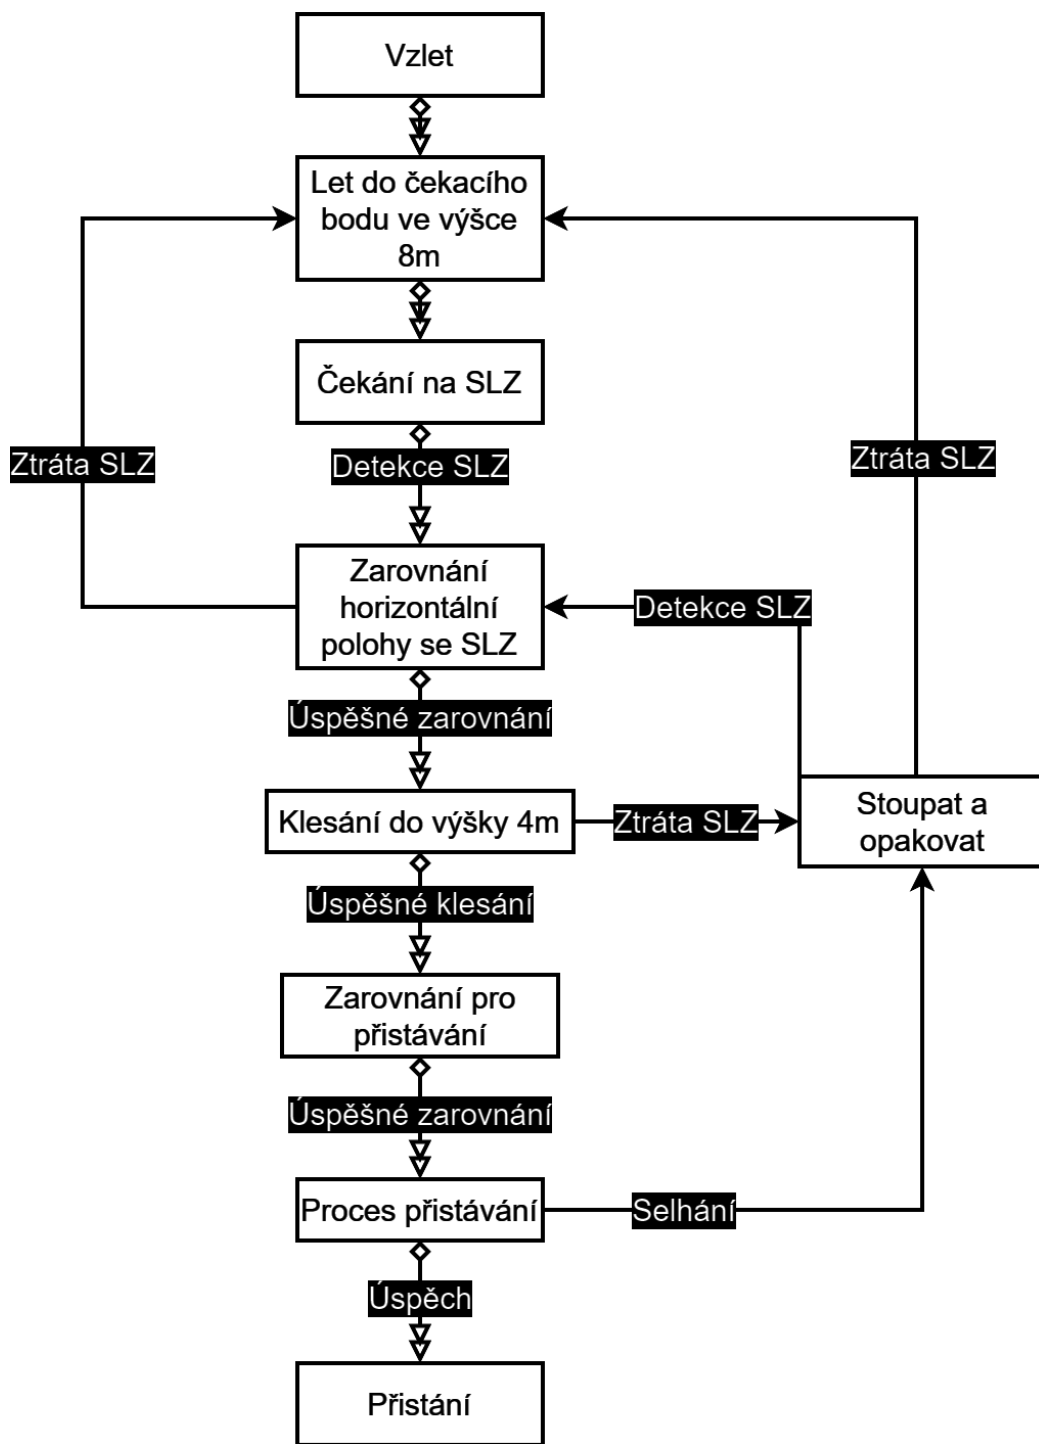 Vzlet
Let do čekacího
bodu ve výšce
8m
Čekání na SLZ
Ztráta SLZ
Detekce SLZ
Ztráta SLZ
Zarovnání
horizontální
polohy se SLZ
Detekce SLZ
Úspěšné zarovnání
Klesání do výšky 4m
Ztráta SLZ
Stoupat a
opakovat
Úspěšné klesání
Zarovnání pro
přistávání
Úspěšné zarovnání
Proces přistávání
Selhání
Úspěch
Přistání